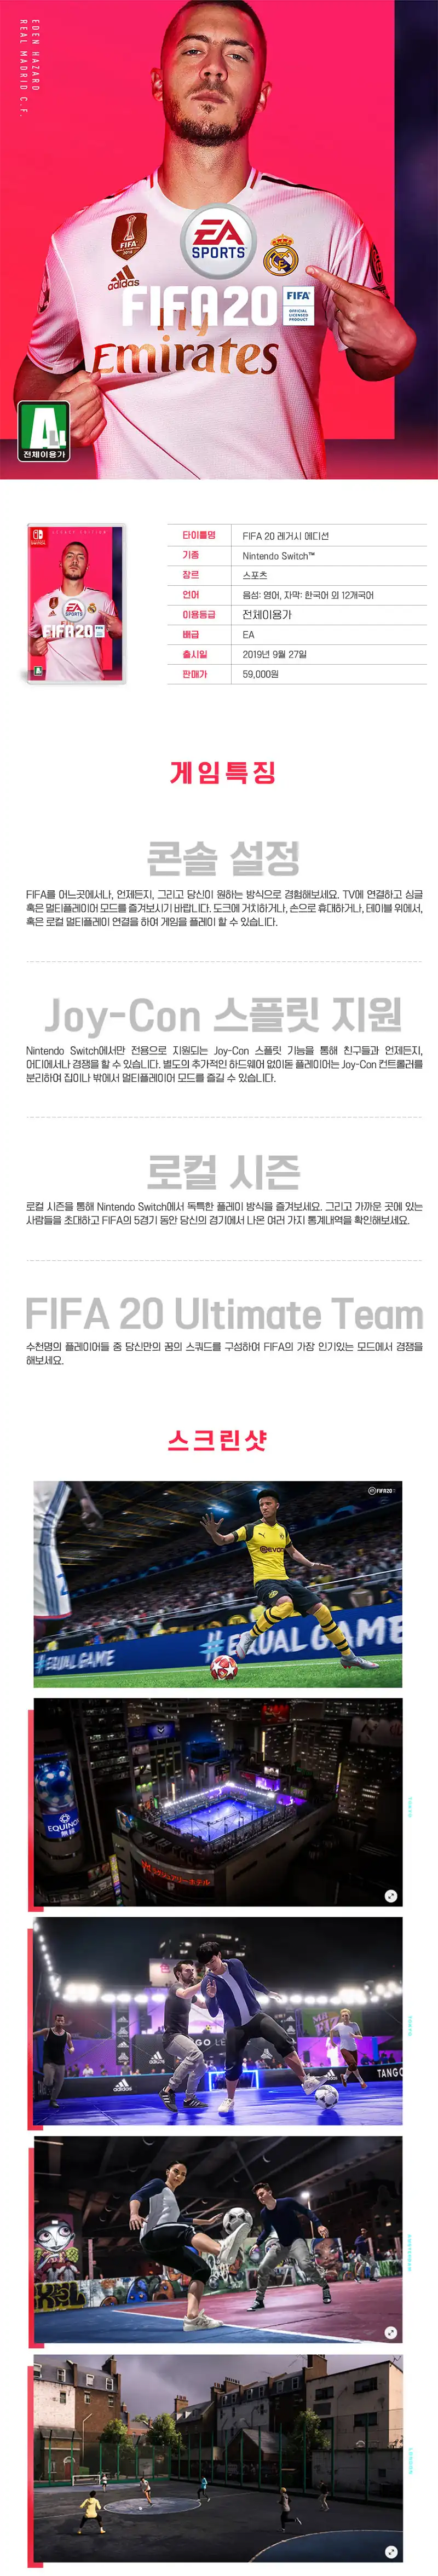 EDEN HAZARD
REAL MADRID C.F.
FIFA
2016
EA
SPORTS
adidas
FIFA20
FIFA
OFFICIAL
LICENSED
PRODUCT
Fly
Emirates
ALL
전체이용가
LEGACY EDITION
EA
SPORTS
FIFA20
타이틀명 FIFA 20 레거시 에디션
기종 Nintendo Switch™
장르 스포츠
언어 음성: 영어, 자막: 한국어 외 12개국어
이용등급 전체이용가
배급 EA
출시일 2019년 9월 27일
판매가 59,000원
게임특징
콘솔 설정
FIFA를 어느곳에서나, 언제든지, 그리고 당신이 원하는 방식으로 경험해보세요. TV에 연결하고 싱글
혹은 멀티플레이어 모드를 즐겨보시기 바랍니다. 도크에 거치하거나, 손으로 휴대하거나, 테이블 위에서,
혹은 로컬 멀티플레이 연결을 하여 게임을 플레이 할 수 있습니다.
Joy-Con 스플릿 지원
Nintendo Switch에서만 전용으로 지원되는 Joy-Con 스플릿 기능을 통해 친구들과 언제든지,
어디에서나 경쟁을 할 수 있습니다. 별도의 추가적인 하드웨어 없이돈 플레이어는 Joy-Con 컨트롤러를
분리하여 집이나 밖에서 멀티플레이어 모드를 즐길 수 있습니다.
로컬 시즌
로컬 시즌을 통해 Nintendo Switch에서 독특한 플레이 방식을 즐겨보세요. 그리고 가까운 곳에 있는
사람들을 초대하고 FIFA의 5경기 동안 당신의 경기에서 나온 여러 가지 통계내역을 확인해보세요.
FIFA 20 Ultimate Team
수천명의 플레이어들 중 당신만의 꿈의 스쿼드를 구성하여 FIFA의 가장 인기있는 모드에서 경쟁을
해보세요.
스크린샷
FIFA20
EVON
#EQUALGAME
#EQUALGAME
EQUINOX
TOKYO
adidas
adidas
TANGO
TOKYO
AMSTERDAM
LONDON